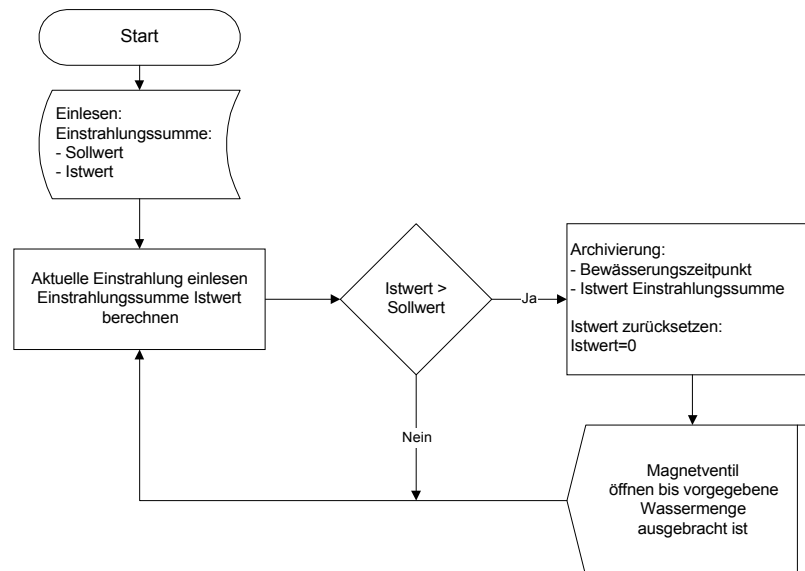 Start
Einlesen:
Einstrahlungssumme:
- Sollwert
- Istwert
Aktuelle Einstrahlung einlesen
Einstrahlungssumme Istwert
berechnen
Istwert >
Sollwert
Ja
Nein
Archivierung:
- Bewässerungszeitpunkt
- Istwert Einstrahlungssumme
Istwert zurücksetzen:
Istwert=0
Magnetventil
öffnen bis vorgegebene
Wassermenge
ausgebracht ist